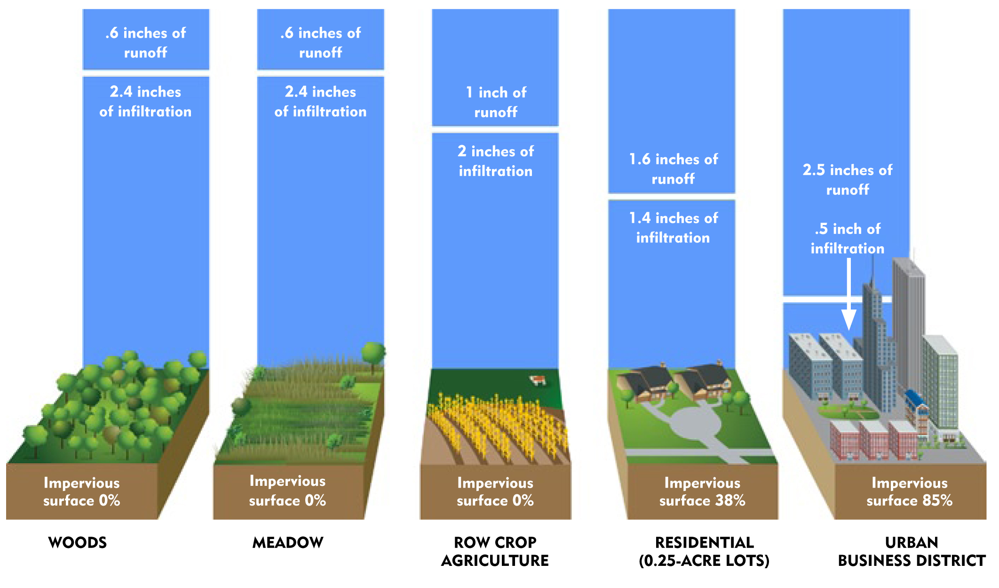 .6 inches of
runoff
2.4 inches
of infiltration
Impervious
surface 0%
WOODS
.6 inches of
runoff
2.4 inches
of infiltration
Impervious
surface 0%
MEADOW
1 inch of
runoff
2 inches of
infiltration
Impervious
surface 0%
ROW CROP
AGRICULTURE
1.6 inches of
runoff
1.4 inches of
infiltration
Impervious
surface 38%
RESIDENTIAL
(0.25-ACRE LOTS)
2.5 inches of
runoff
.5 inch of
infiltration
Impervious
surface 85%
URBAN
BUSINESS DISTRICT